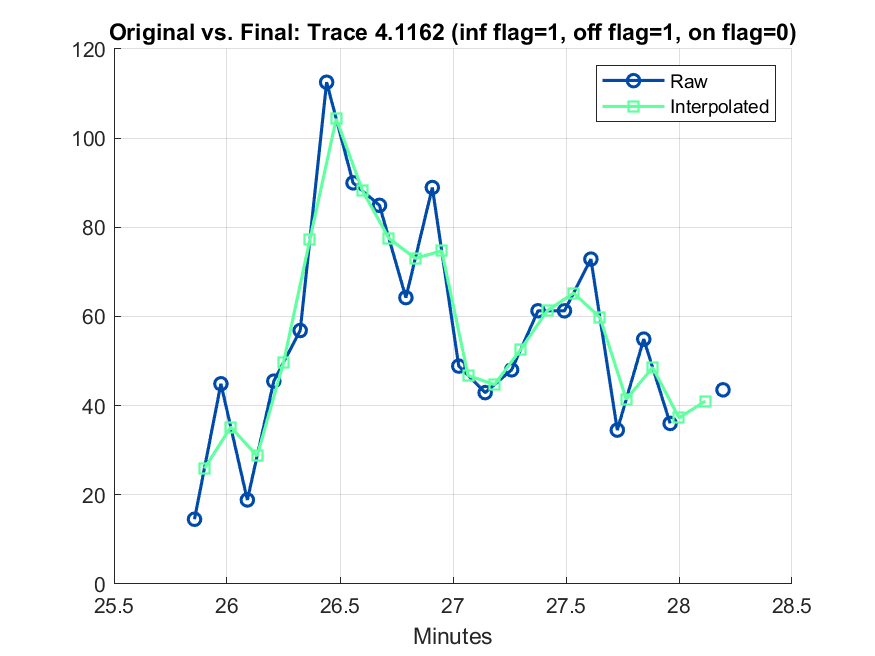 Original vs. Final: Trace 4.1162 (inf flag=1, off flag=1, on flag=0)
120
100
80
60
40
20
0
Raw
Interpolated
25.5 26 26.5 27 27.5 28 28.5
Minutes